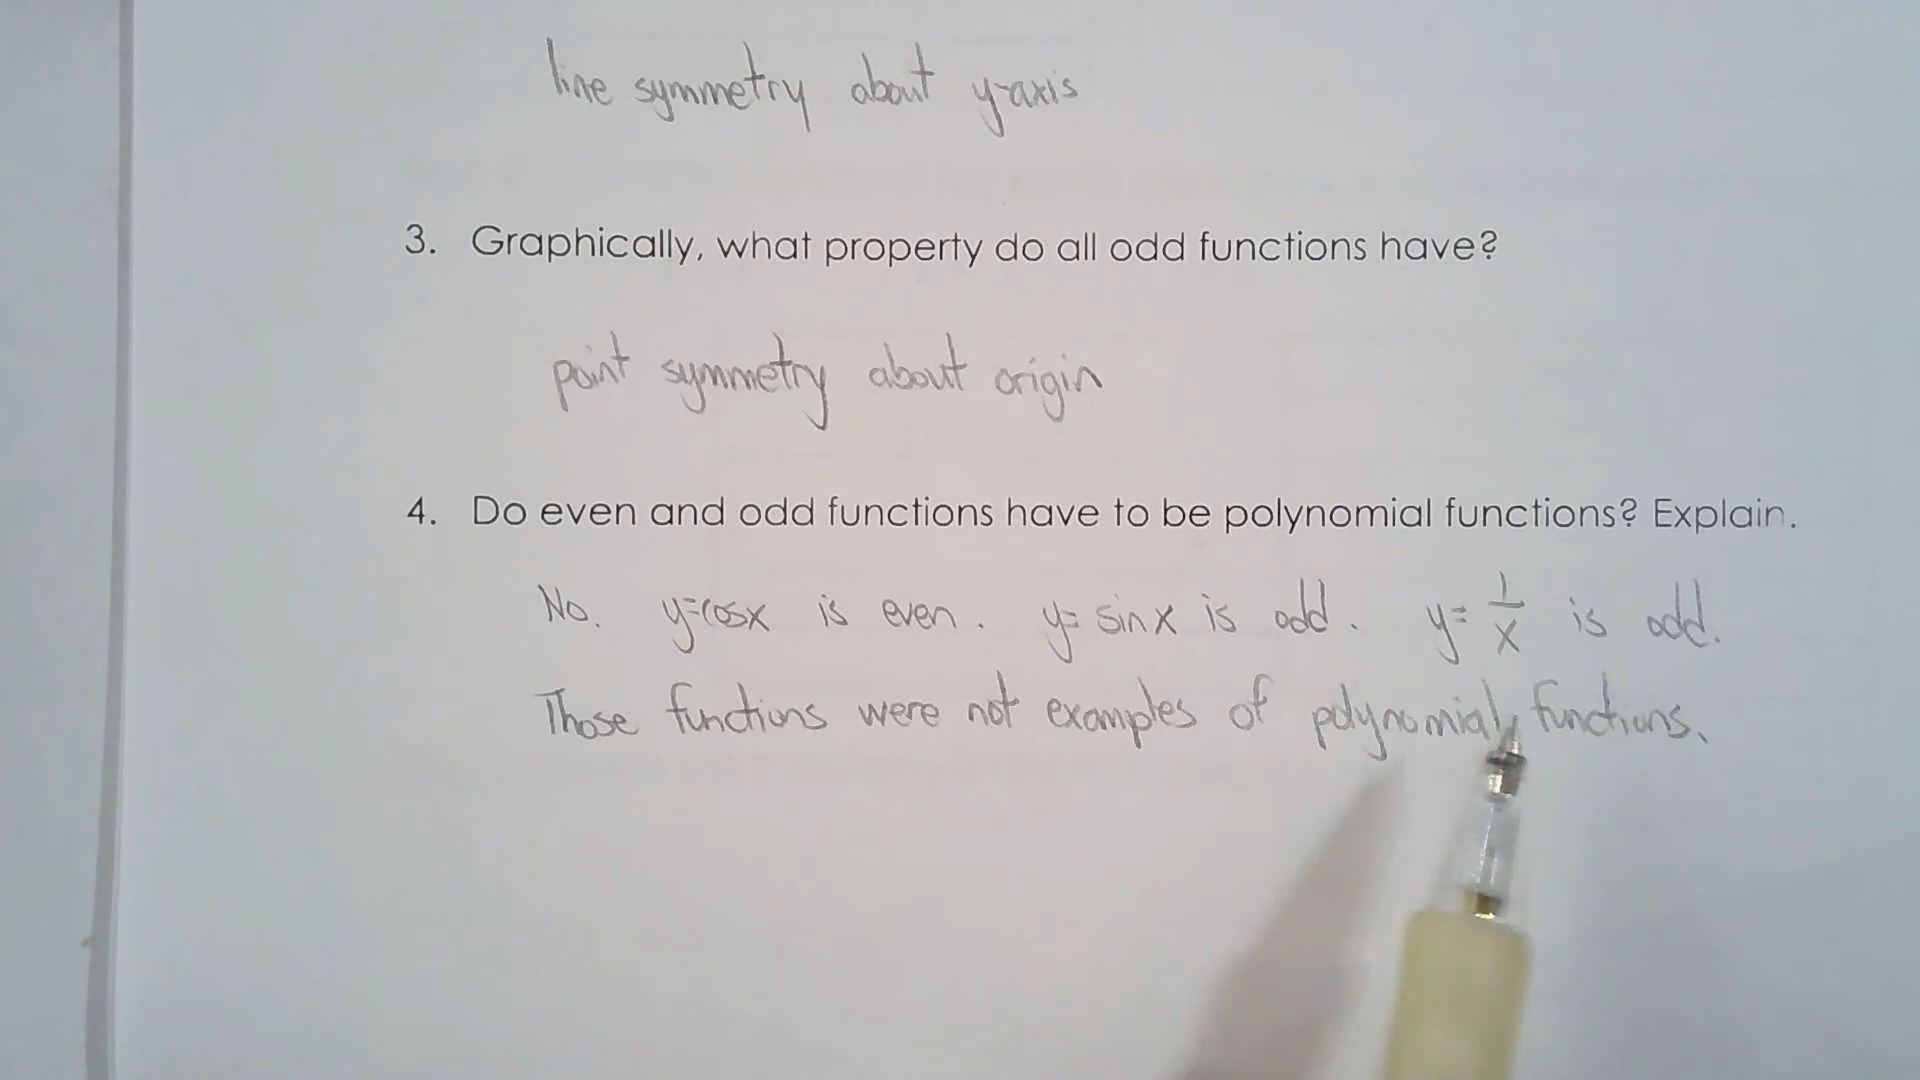 line symmetry about y-axis
3. Graphically, what property do all odd functions have?
point symmetry about origin
4. Do even and odd functions have to be polynomial functions? Explain.
No. y=cosx is even. y= sinx is odd. y= 1/x is odd.
Those functions were not examples of polynomial functions.